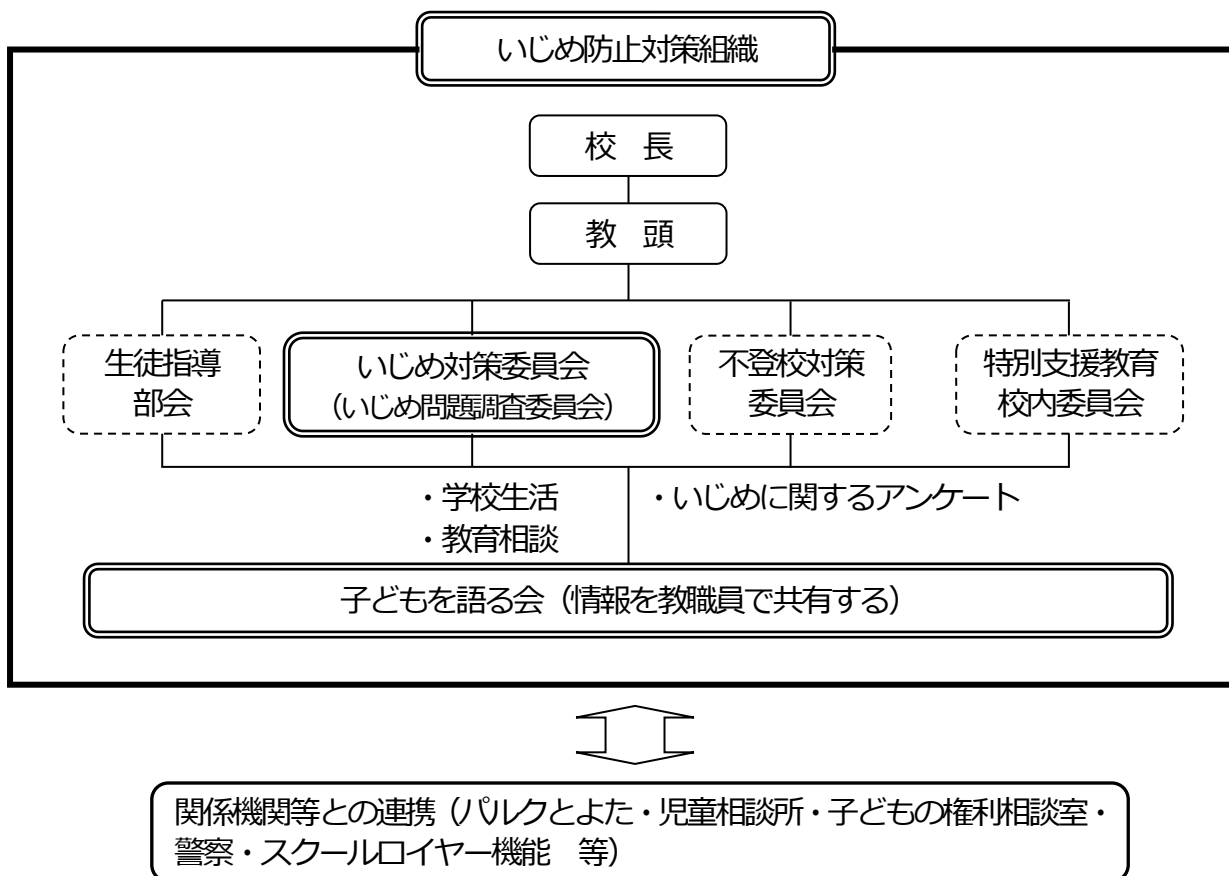 いじめ防止対策組織
校　長
教　頭
生徒指導
部会
いじめ対策委員会
（いじめ問題調査委員会）
不登校対策
委員会
特別支援教育
校内委員会
・学校生活
・教育相談
・いじめに関するアンケート
子どもを語る会（情報を教職員で共有する）
関係機関等との連携（パルクとよた・児童相談所・子どもの権利相談室・
警察・スクールロイヤー機能　等）